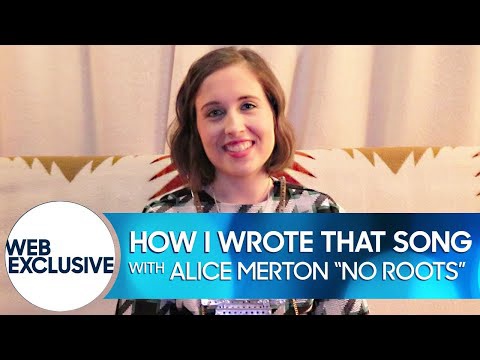 WEB
EXCLUSIVE
HOW I WROTE THAT SONG
WITH ALICE MERTON “NO ROOTS”